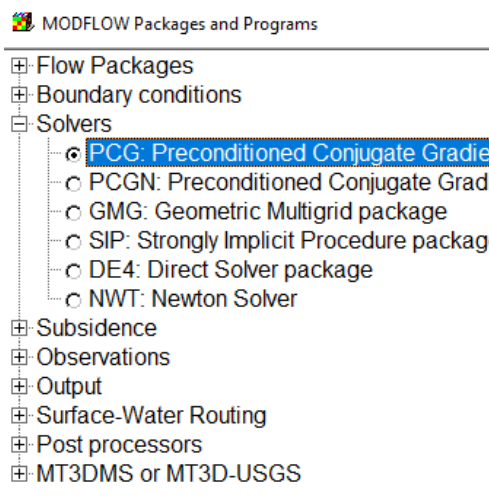 MODFLOW Packages and Programs
Flow Packages
Boundary conditions
Solvers
PCG: Preconditioned Conjugate Gradie
PCGN: Preconditioned Conjugate Grad
GMG: Geometric Multigrid package
SIP: Strongly Implicit Procedure packag
DE4: Direct Solver package
NWT: Newton Solver
Subsidence
Observations
Output
Surface-Water Routing
Post processors
MT3DMS or MT3D-USGS